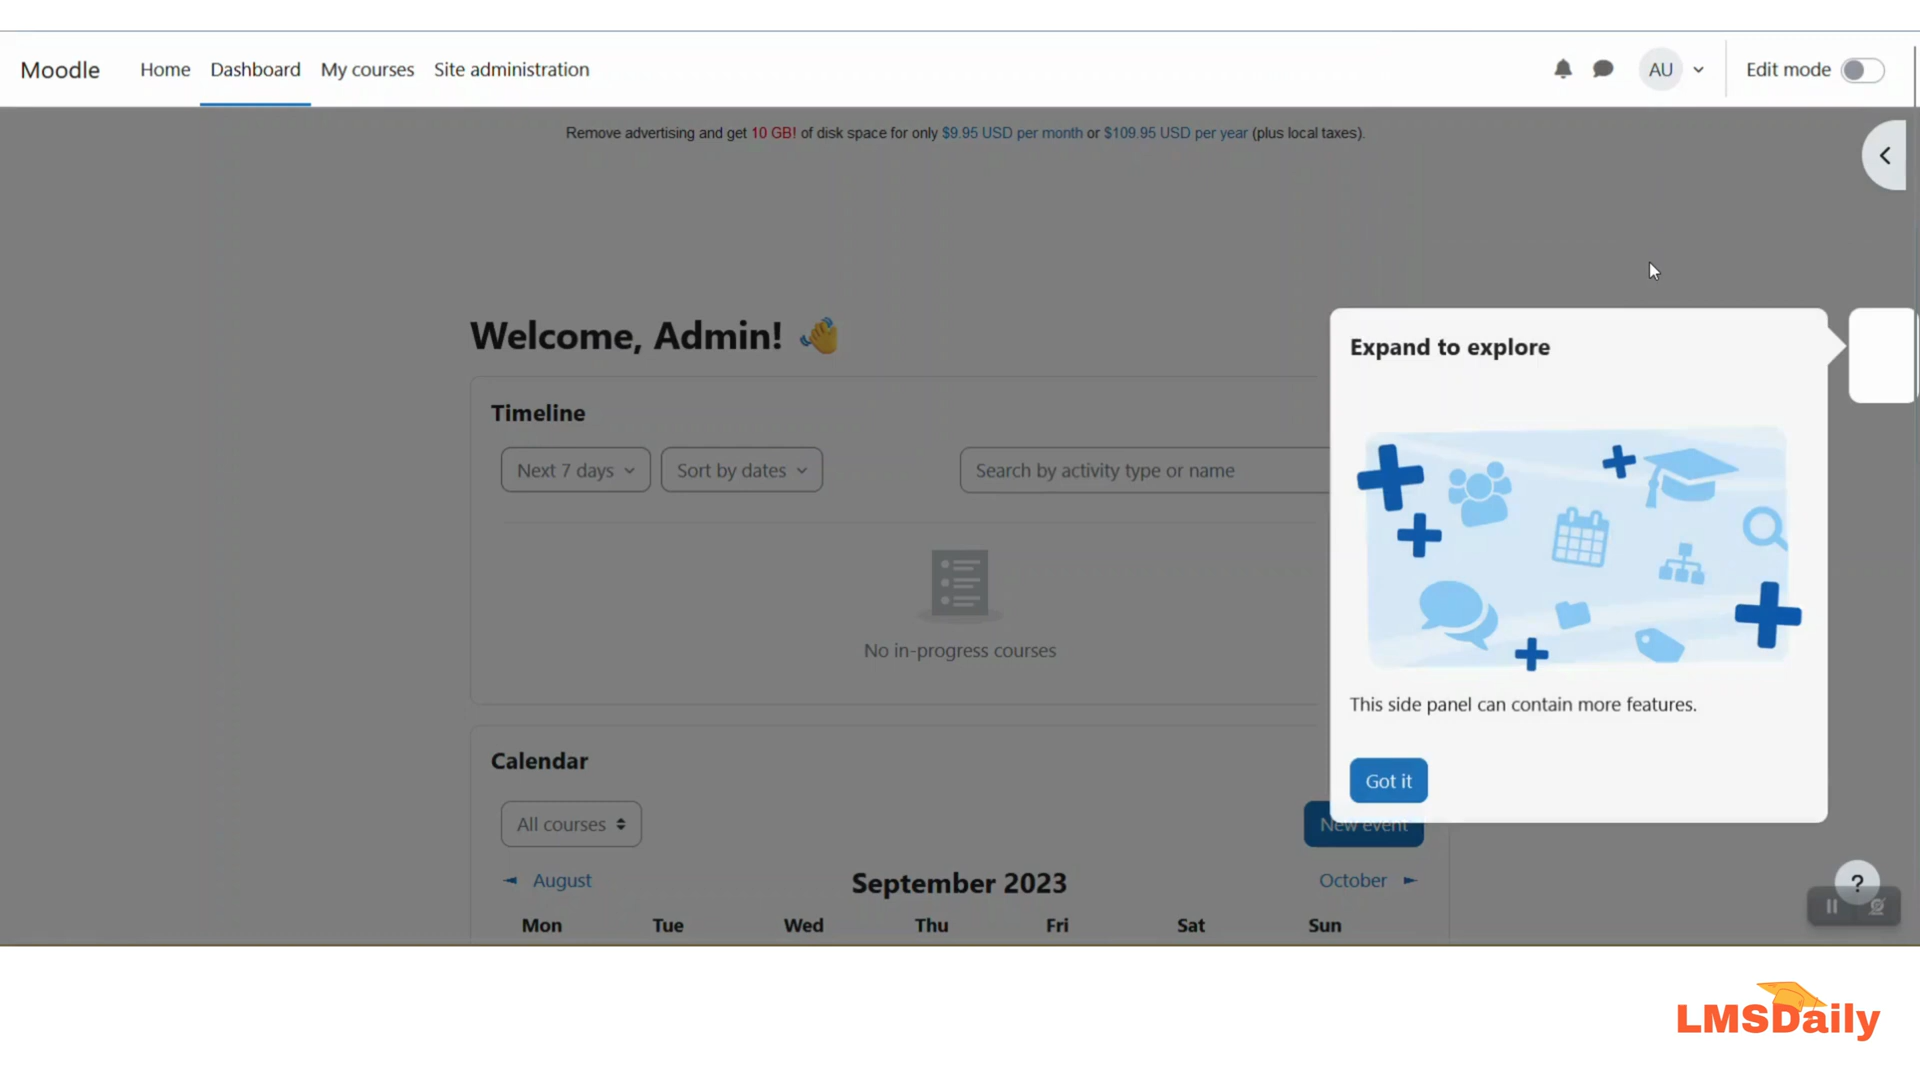 Moodle
Home
Dashboard
My courses
Site administration
AU
Edit mode
Remove advertising and get 10 GB! of disk space for only $9.95 USD per month or $109.95 USD per year (plus local taxes).
Welcome, Admin!
Expand to explore
Timeline
Next 7 days
Sort by dates
Search by activity type or name
No in-progress courses
This side panel can contain more features.
Calendar
Got it
All courses
New event
August
September 2023
October
?
Mon
Tue
Wed
Thu
Fri
Sat
Sun
LMSDaily